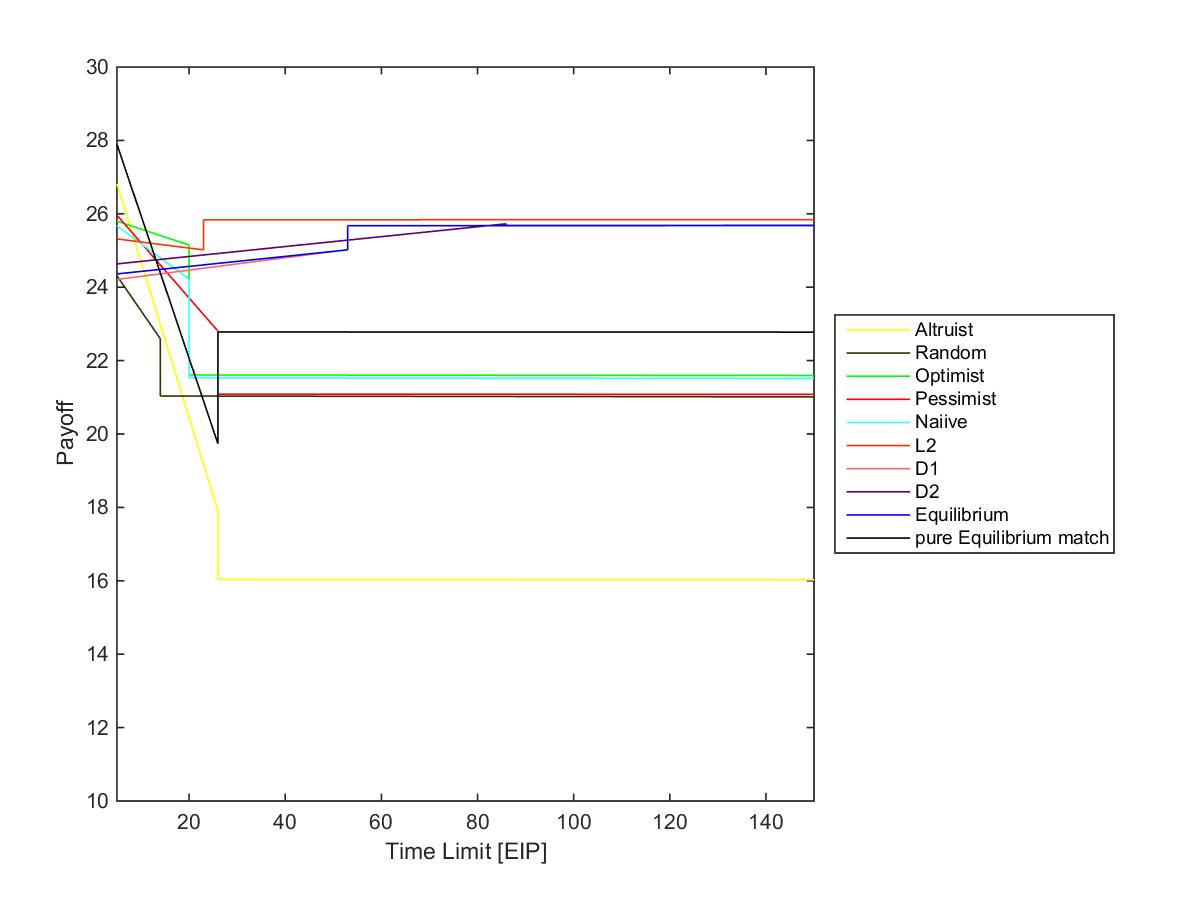 30
28
26
24
22
20
18
16
14
12
10
Payoff
20 40 60 80 100 120 140
Time Limit [EIP]
Altruist
Random
Optimist
Pessimist
Naiive
L2
D1
D2
Equilibrium
pure Equilibrium match